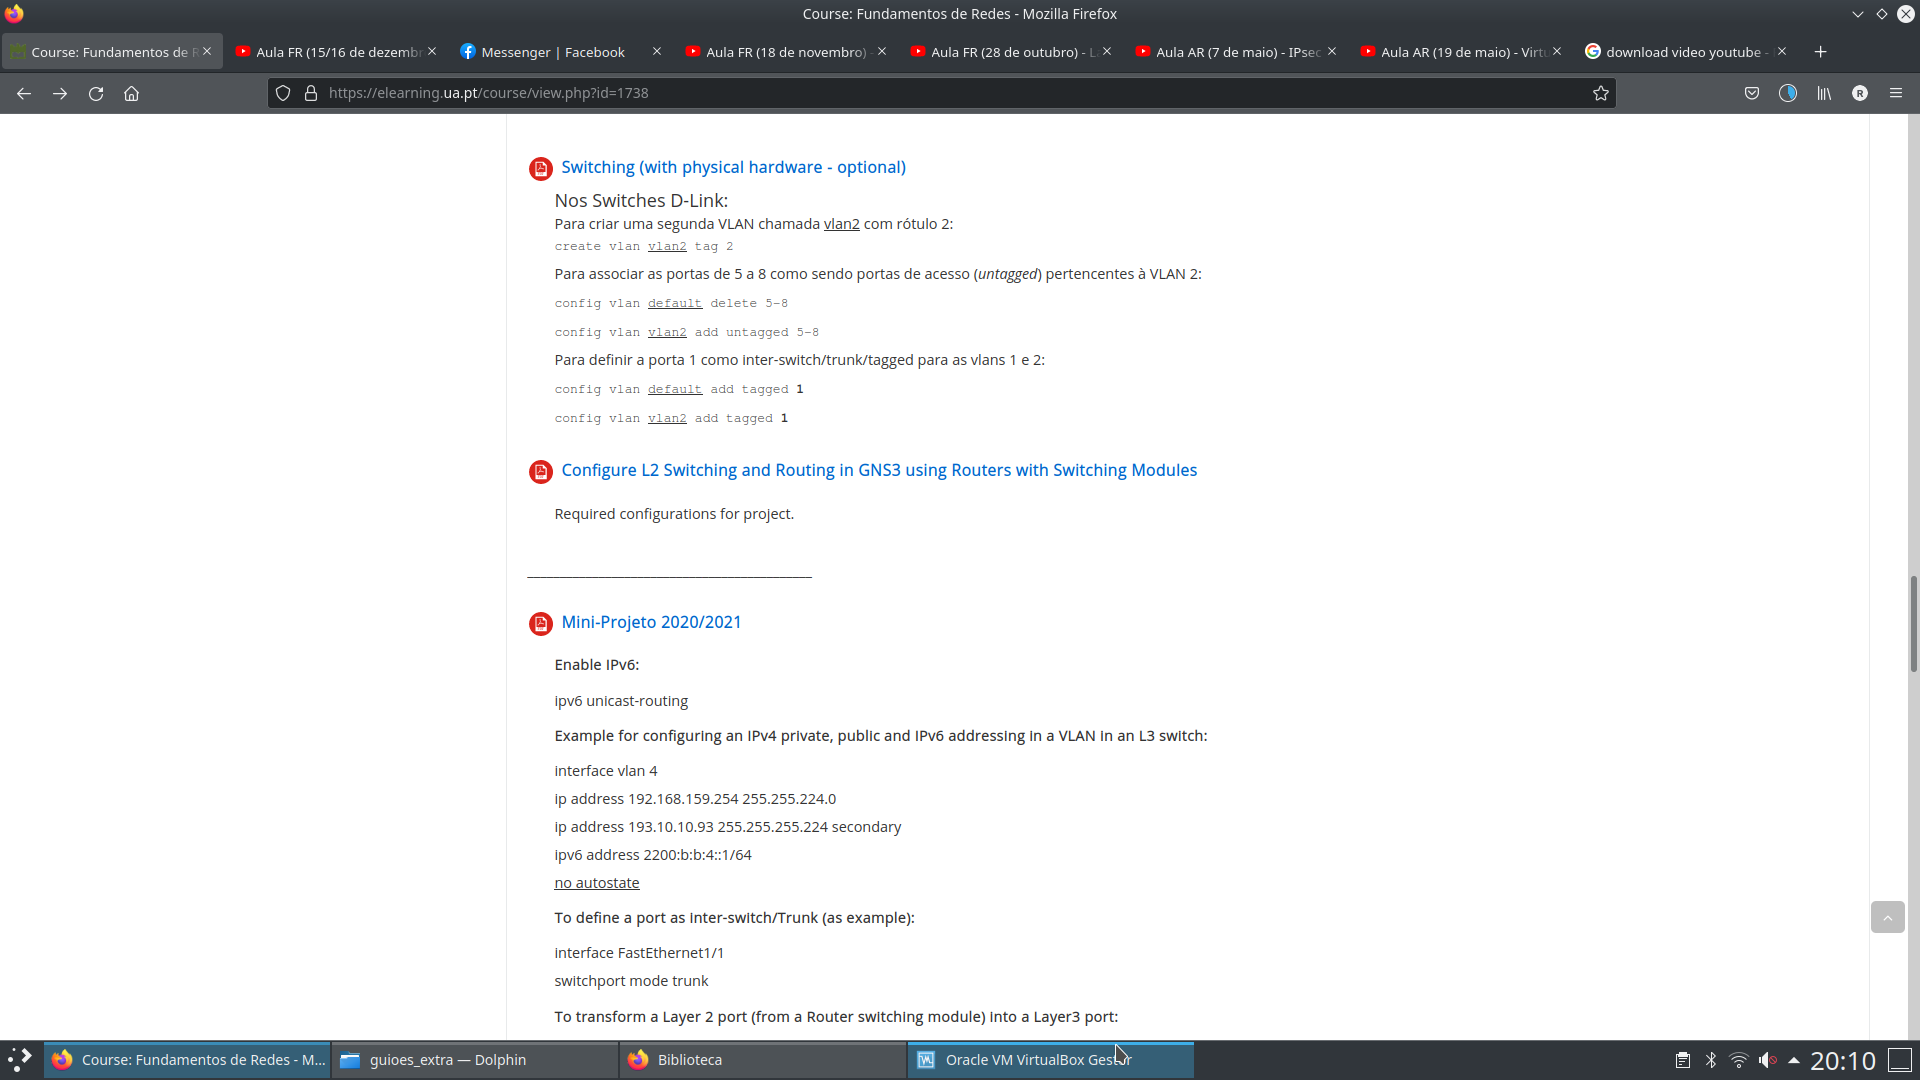 Course: Fundamentos de Redes - Mozilla Firefox
Course: Fundamentos de R
Aula FR (15/16 de dezemb
Messenger | Facebook
Aula FR (18 de novembro) -
Aula FR (28 de outubro) - L
Aula AR (7 de maio) - IPsec
Aula AR (19 de maio) - Virtu
download video youtube -
https://elearning.ua.pt/course/view.php?id=1738
R
Switching (with physical hardware - optional)
Nos Switches D-Link:
Para criar uma segunda VLAN chamada vlan2 com rótulo 2:
create vlan vlan2 tag 2
Para associar as portas de 5 a 8 como sendo portas de acesso (untagged) pertencentes à VLAN 2:
config vlan default delete 5-8
config vlan vlan2 add untagged 5-8
Para definir a porta 1 como inter-switch/trunk/tagged para as vlans 1 e 2:
config vlan default add tagged 1
config vlan vlan2 add tagged 1
Configure L2 Switching and Routing in GNS3 using Routers with Switching Modules
Required configurations for project.
Mini-Projeto 2020/2021
Enable IPv6:
ipv6 unicast-routing
Example for configuring an IPv4 private, public and IPv6 addressing in a VLAN in an L3 switch:
interface vlan 4
ip address 192.168.159.254 255.255.224.0
ip address 193.10.10.93 255.255.255.224 secondary
ipv6 address 2200:b:b:4::1/64
no autostate
To define a port as inter-switch/Trunk (as example):
interface FastEthernet1/1
switchport mode trunk
To transform a Layer 2 port (from a Router switching module) into a Layer3 port:
Course: Fundamentos de Redes - M...
guioes_extra — Dolphin
Biblioteca
Oracle VM VirtualBox Gestor
20:10